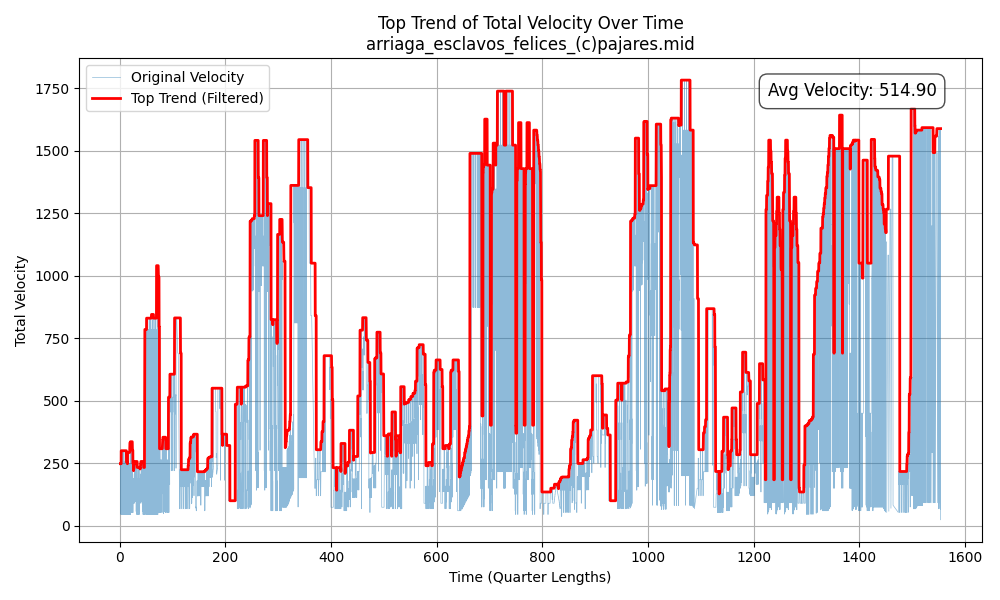 Top Trend of Total Velocity Over Time
arriaga_esclavos_felices_(c)pajares.mid
Original Velocity
Top Trend (Filtered)
Avg Velocity: 514.90
Total Velocity
1750
1500
1250
1000
750
500
250
0
0 200 400 600 800 1000 1200 1400 1600
Time (Quarter Lengths)